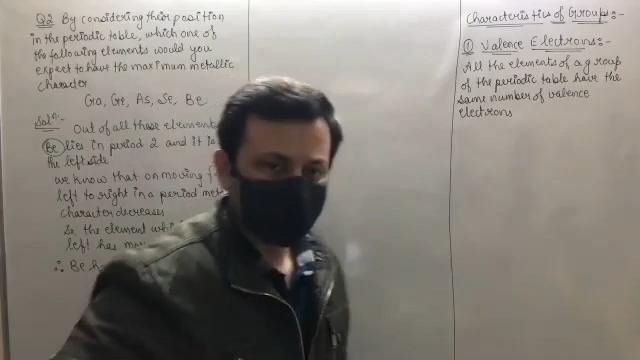 Q2 By considering their position
in the periodic table, which one of
the following elements would you
expect to have the maximum metallic
character
Ga, Ge, As, Se, Be
Soln:- Out of all these element
Be lies in period 2 and it is
the left side
we know that on moving f
left to right in a period met
character decreases
So, the element whi
left has
∴ Be h
Characteristics of Group:-
① Valence Electrons:-
All the elements of a group
of the periodic table have the
same number of valence
electrons